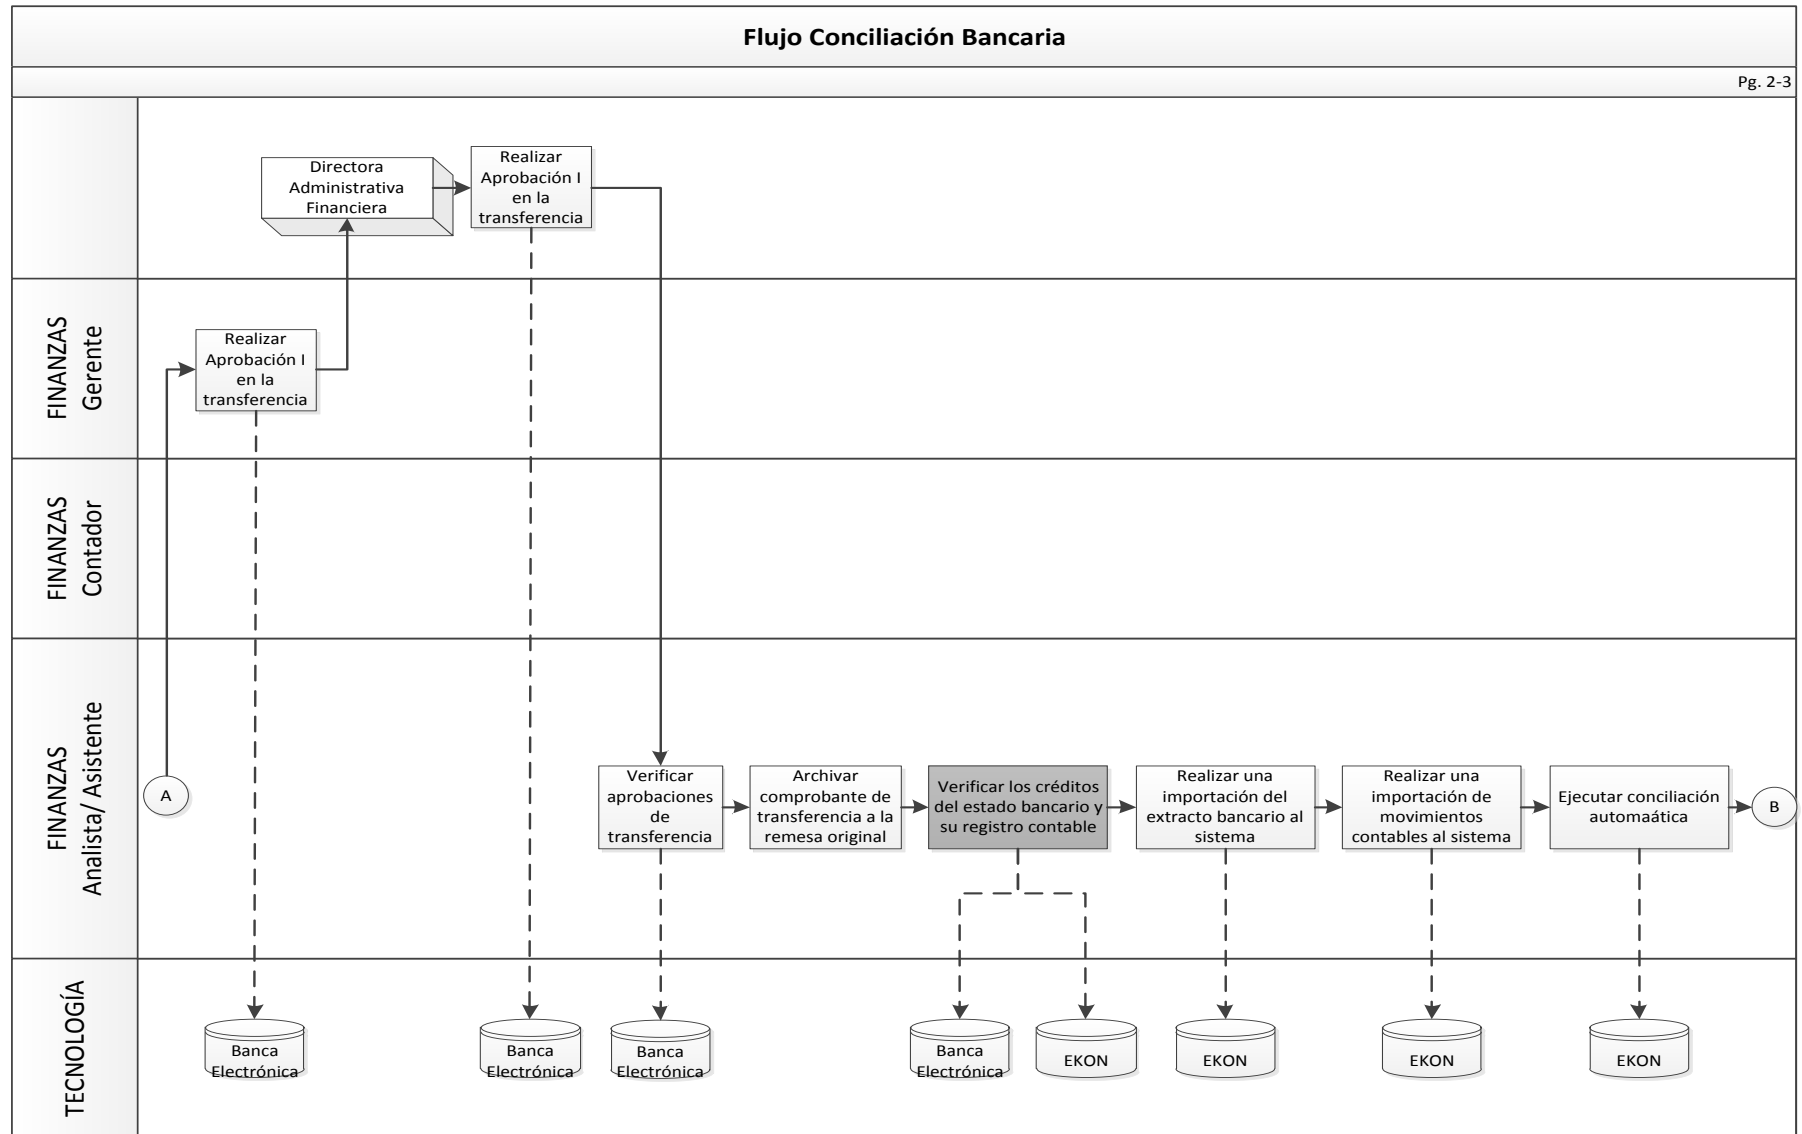 Flujo Conciliación Bancaria
Pg. 2-3
Directora
Administrativa
Financiera
Realizar
Aprobación I
en la
transferencia
FINANZAS
Gerente
Realizar
Aprobación I
en la
transferencia
FINANZAS
Contador
FINANZAS
Analista/ Asistente
A
Verificar
aprobaciones
de
transferencia
Archivar
comprobante de
transferencia a la
remesa original
Verificar los créditos
del estado bancario y
su registro contable
Realizar una
importación del
extracto bancario al
sistema
Realizar una
importación de
movimientos
contables al sistema
Ejecutar conciliación
automaática
B
TECNOLOGÍA
Banca
Electrónica
Banca
Electrónica
Banca
Electrónica
Banca
Electrónica
EKON
EKON
EKON
EKON